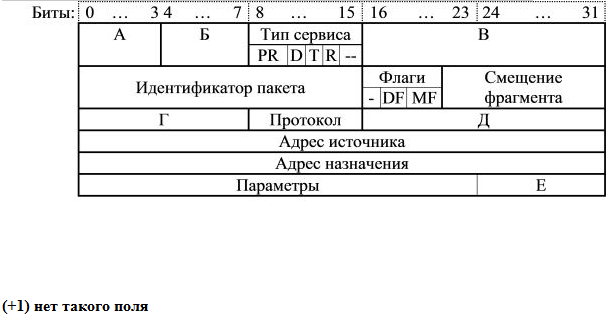 Биты: 0 ... 3 4 ... 7 8 ... 15 16 ... 23 24 ... 31
А Б Тип сервиса В
PR D T R --
Идентификатор пакета Флаги Смещение фрагмента
- DF MF
Г Протокол Д
Адрес источника
Адрес назначения
Параметры Е
(+1) нет такого поля